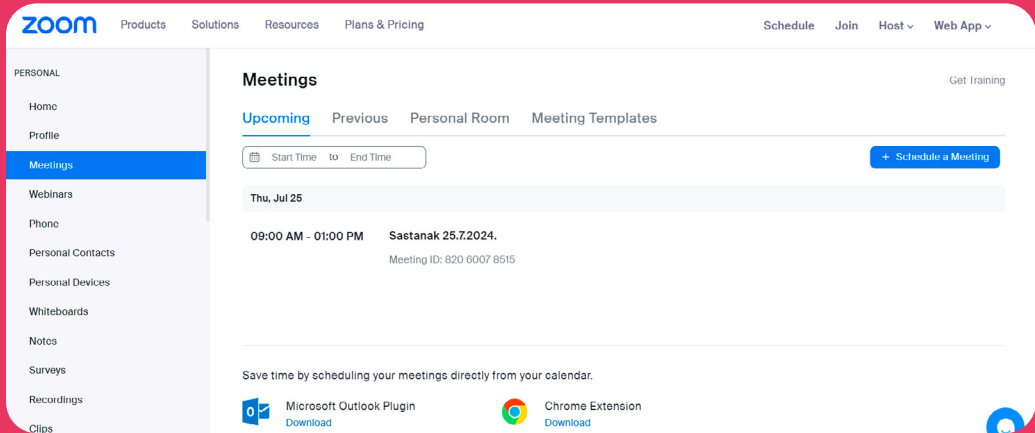 zoom Products Solutions Resources Plans & Pricing Schedule Join Host Web App
PERSONAL
Home
Profile
Meetings
Webinars
Phone
Personal Contacts
Personal Devices
Whiteboards
Notes
Surveys
Recordings
Clips
Meetings
Get Training
Upcoming Previous Personal Room Meeting Templates
Start Time to End Time
+ Schedule a Meeting
Thu, Jul 25
09:00 AM - 01:00 PM Sastanak 25.7.2024.
Meeting ID: 820 6007 8515
Save time by scheduling your meetings directly from your calendar.
Microsoft Outlook Plugin
Download
Chrome Extension
Download